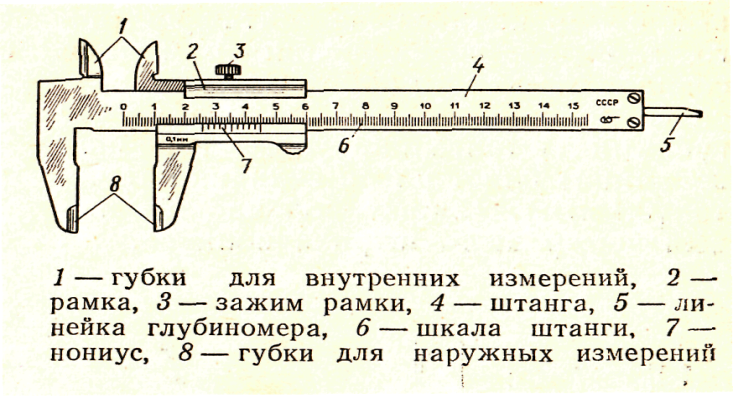 1
2
3
4
0 1 2 3 4 5 6 7 8 9 10 11 12 13 14 15
СССР
0,1 мм
5
6
7
8
1 — губки для внутренних измерений, 2 —
рамка, 3 — зажим рамки, 4 — штанга, 5 — ли-
нейка глубиномера, 6 — шкала штанги, 7 —
нониус, 8 — губки для наружных измерений